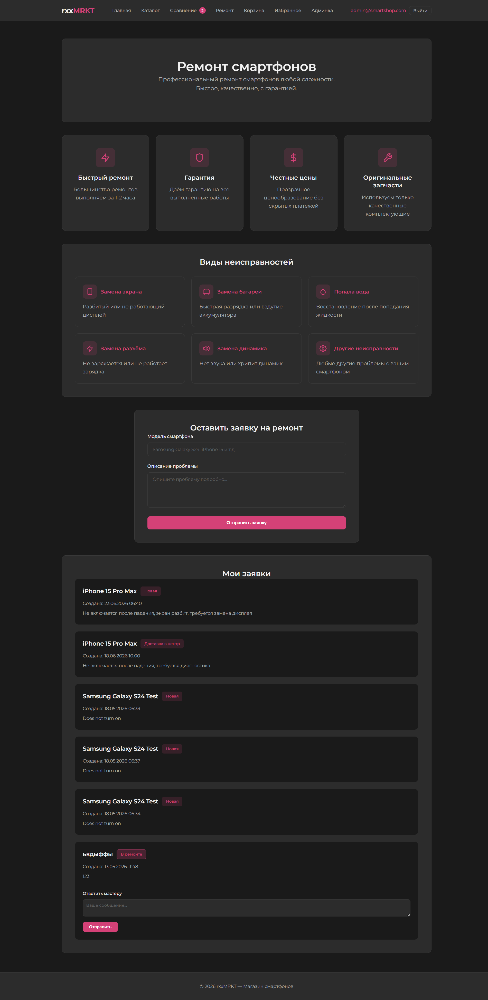 rxxMRKT Главная Каталог Сравнение 2 Ремонт Корзина Избранное Админка admin@smartshop.com Выйти
Ремонт смартфонов
Профессиональный ремонт смартфонов любой сложности.
Быстро, качественно, с гарантией.
Быстрый ремонт
Большинство ремонтов
выполняем за 1-2 часа
Гарантия
Даём гарантию на все
выполненные работы
Честные цены
Прозрачное
ценообразование без
скрытых платежей
Оригинальные
запчасти
Используем только
качественные
комплектующие
Виды неисправностей
Замена экрана
Разбитый или не работающий
дисплей
Замена батареи
Быстрая разрядка или вздутие
аккумулятора
Попала вода
Восстановление после попадания
жидкости
Замена разъёма
Не заряжается или не работает
зарядка
Замена динамика
Нет звука или хрипит динамик
Другие неисправности
Любые другие проблемы с вашим
смартфоном
Оставить заявку на ремонт
Модель смартфона
Samsung Galaxy S24, iPhone 15 и т.д.
Описание проблемы
Опишите проблему подробно...
Отправить заявку
Мои заявки
iPhone 15 Pro Max Новая
Создана: 23.06.2026 06:40
Не включается после падения, экран разбит, требуется замена дисплея
iPhone 15 Pro Max Доставка в центр
Создана: 18.06.2026 10:00
Не включается после падения, требуется диагностика
Samsung Galaxy S24 Test Новая
Создана: 18.05.2026 06:39
Does not turn on
Samsung Galaxy S24 Test Новая
Создана: 18.05.2026 06:37
Does not turn on
Samsung Galaxy S24 Test Новая
Создана: 18.05.2026 06:34
Does not turn on
ьвдыффы В ремонте
Создана: 13.05.2026 11:48
123
Ответить мастеру
Ваше сообщение...
Отправить
© 2026 rxxMRKT — Магазин смартфонов